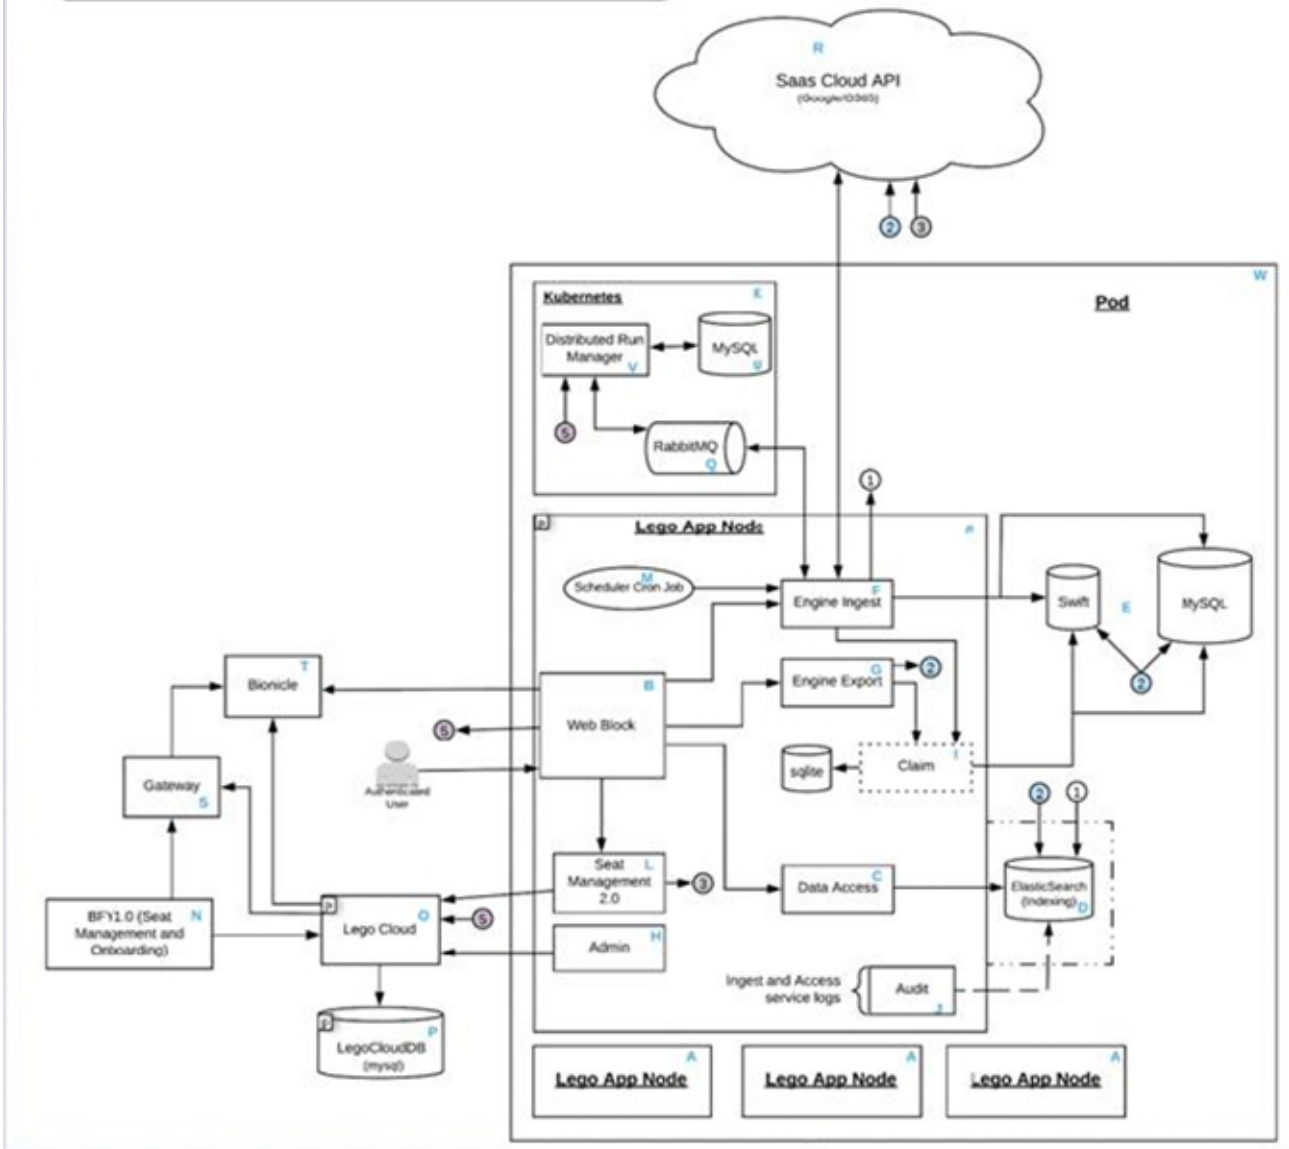 R
Saas Cloud API
(Google/O365)
2
3
W
Pod
Kubernetes
K
Distributed Run
Manager
V
MySQL
U
5
RabbitMQ
Q
1
Lego App Node
Scheduler Cron Job
M
Engine Ingest
F
Swift
E
MySQL
2
Bionicle
T
Web Block
B
Engine Export
G
2
5
Gateway
S
Authenticated
User
sqlite
Claim
I
2
1
Seat
Management
2.0
L
3
Data Access
C
ElasticSearch
(Indexing)
D
BFY1.0 (Seat
Management and
Onboarding)
N
Lego Cloud
O
5
Admin
H
Ingest and Access
service logs
Audit
J
LegoCloudDB
(mysql)
P
Lego App Node
A
Lego App Node
A
Lego App Node
A